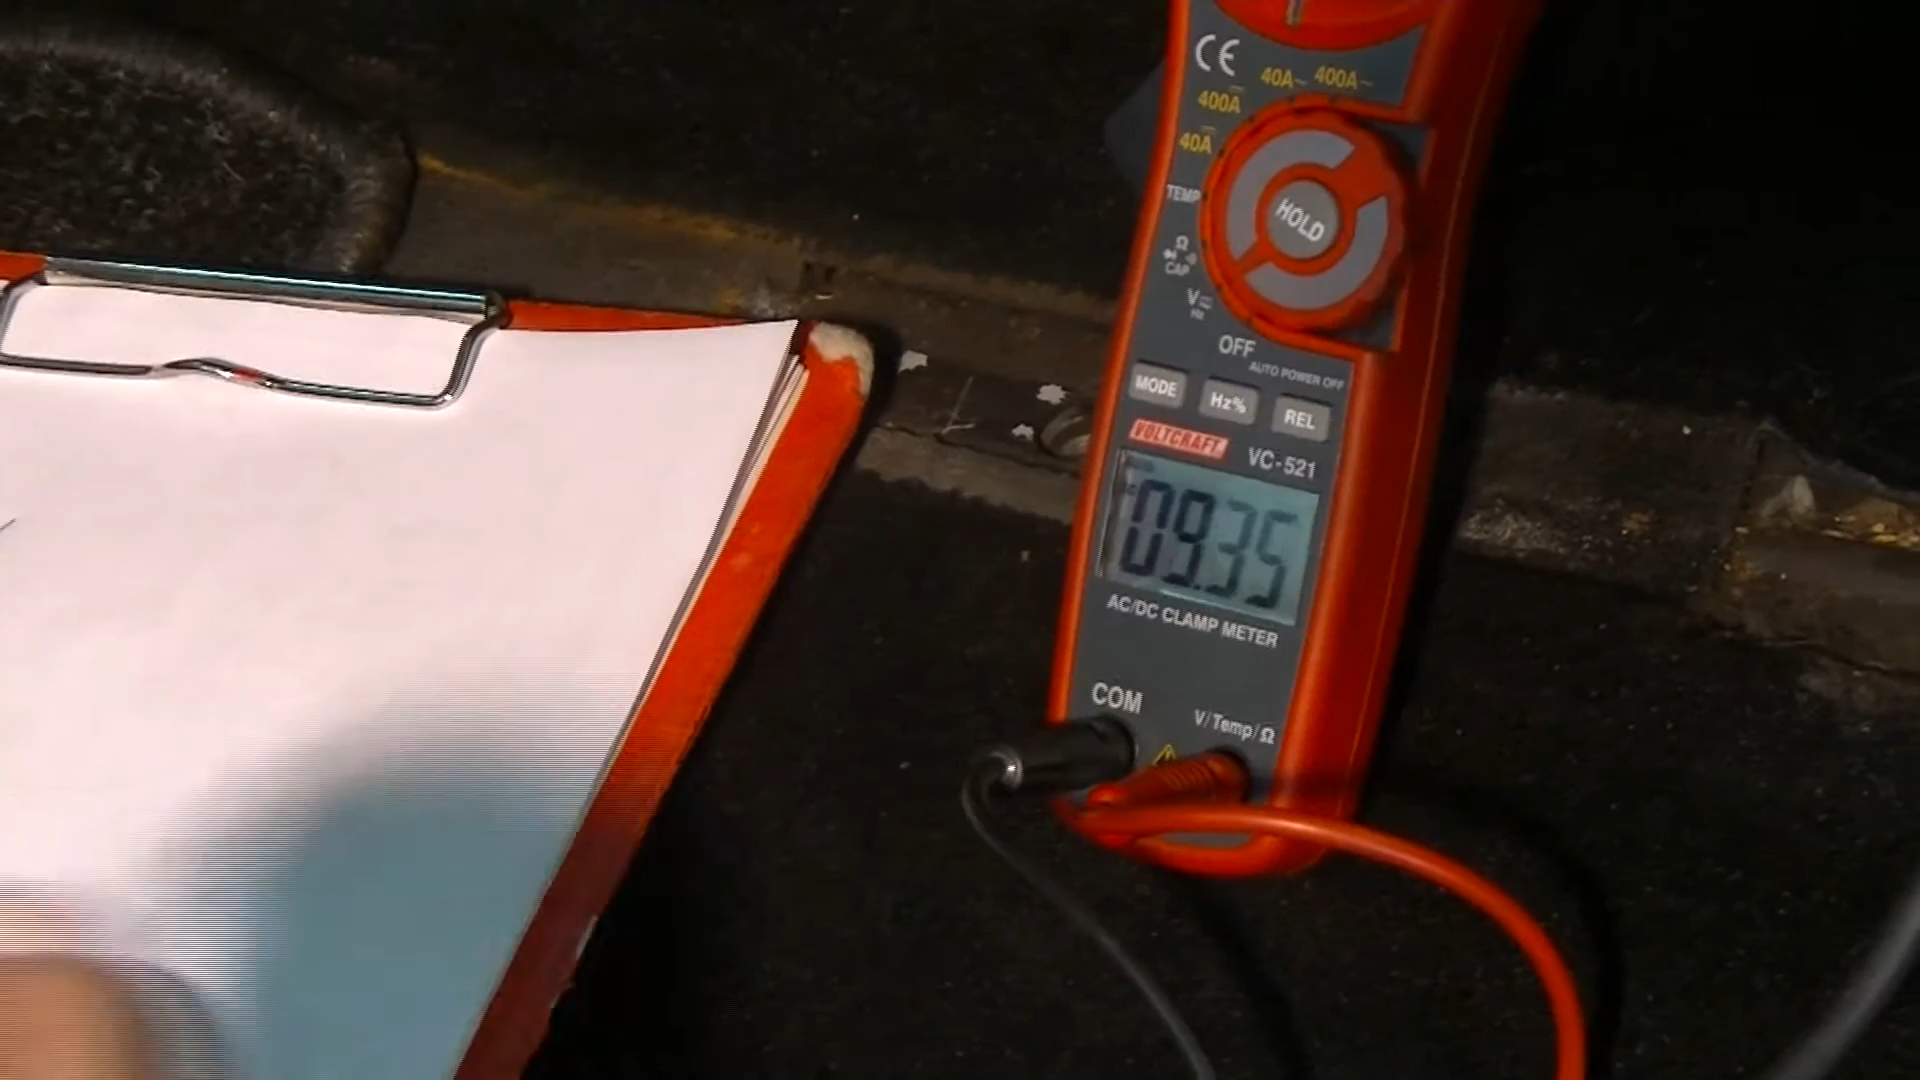 CE
40A~ 400A~
400A
40A
TEMP
Ω
CAP
HOLD
V
Hz
OFF
AUTO POWER OFF
MODE Hz% REL
VOLTCRAFT
VC-521
09.35
AC/DC CLAMP METER
COM
V/Temp/Ω